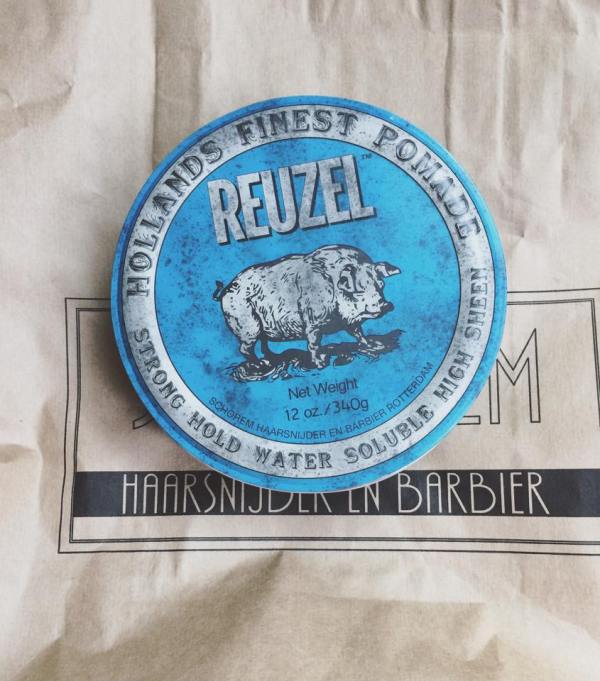 HOLLANDS FINEST POMADE
REUZEL™
Net Weight
12 oz./340g
SCHOREM HAARSNIJDER EN BARBIER ROTTERDAM
STRONG HOLD WATER SOLUBLE HIGH SHEEN
HAARSNIJDER EN BARBIER